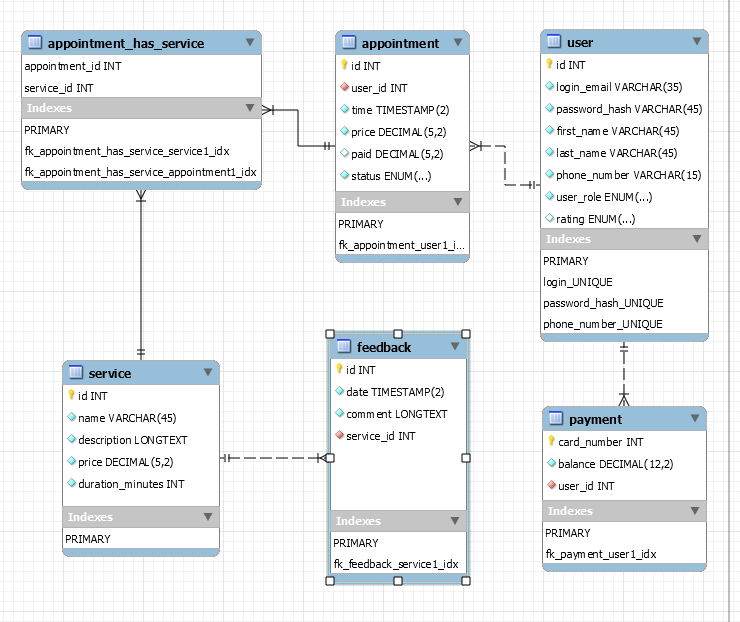 appointment_has_service
appointment_id INT
service_id INT
Indexes
PRIMARY
fk_appointment_has_service_service1_idx
fk_appointment_has_service_appointment1_idx
appointment
id INT
user_id INT
time TIMESTAMP(2)
price DECIMAL(5,2)
paid DECIMAL(5,2)
status ENUM(...)
Indexes
PRIMARY
fk_appointment_user1_i...
user
id INT
login_email VARCHAR(35)
password_hash VARCHAR(45)
first_name VARCHAR(45)
last_name VARCHAR(45)
phone_number VARCHAR(15)
user_role ENUM(...)
rating ENUM(...)
Indexes
PRIMARY
login_UNIQUE
password_hash_UNIQUE
phone_number_UNIQUE
service
id INT
name VARCHAR(45)
description LONGTEXT
price DECIMAL(5,2)
duration_minutes INT
Indexes
PRIMARY
feedback
id INT
date TIMESTAMP(2)
comment LONGTEXT
service_id INT
Indexes
PRIMARY
fk_feedback_service1_idx
payment
card_number INT
balance DECIMAL(12,2)
user_id INT
Indexes
PRIMARY
fk_payment_user1_idx